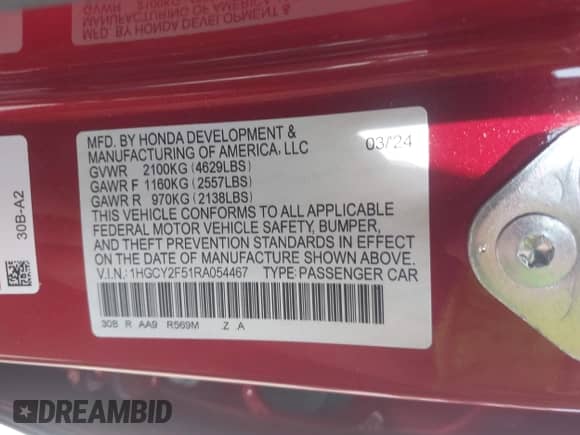 MFD. BY HONDA DEVELOPMENT &
MANUFACTURING OF AMERICA, LLC 03/24
GVWR 2100KG (4629LBS)
GAWR F 1160KG (2557LBS)
GAWR R 970KG (2138LBS)
THIS VEHICLE CONFORMS TO ALL APPLICABLE
FEDERAL MOTOR VEHICLE SAFETY, BUMPER,
AND THEFT PREVENTION STANDARDS IN EFFECT
ON THE DATE OF MANUFACTURE SHOWN ABOVE.
V.I.N.: 1HGCY2F51RA054467 TYPE: PASSENGER CAR
30B R AA9 R569M Z A
30B-A2
DREAMBID